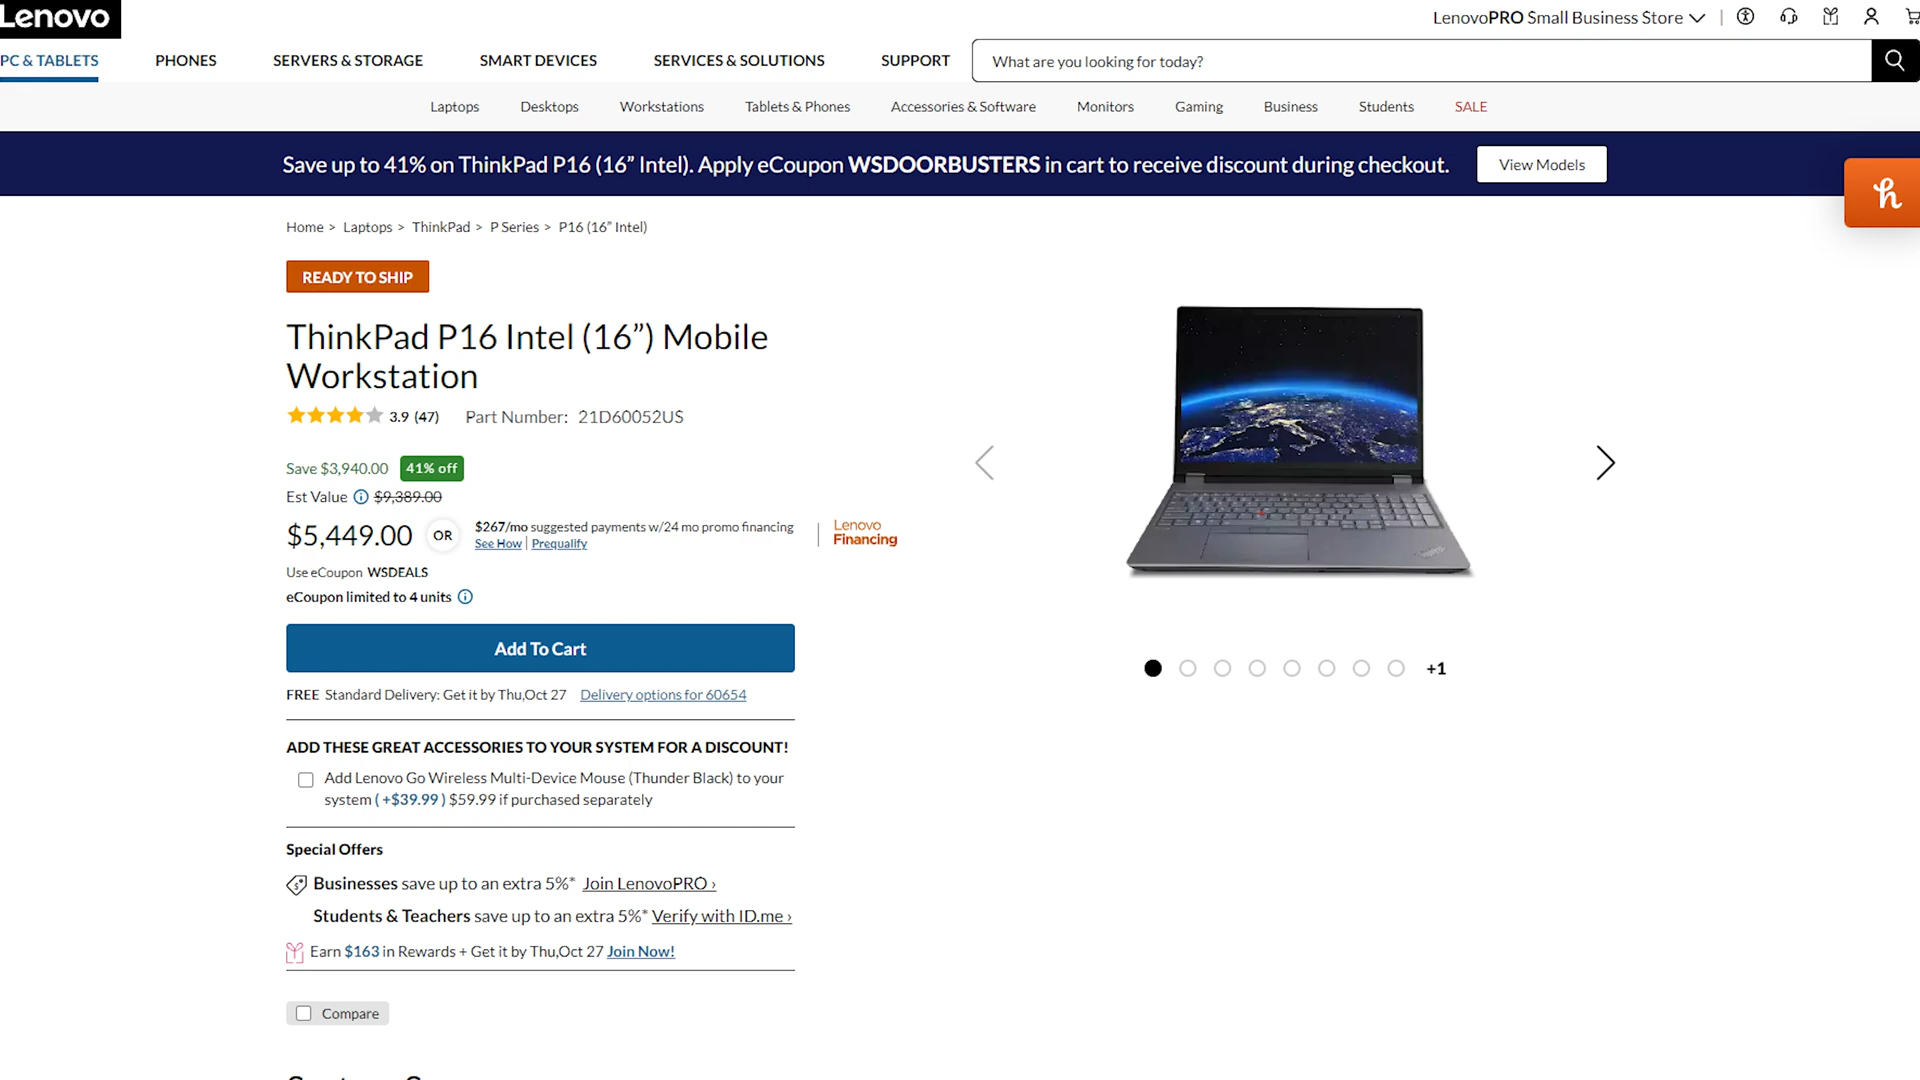 Lenovo
LenovoPRO Small Business Store
PC & TABLETS PHONES SERVERS & STORAGE SMART DEVICES SERVICES & SOLUTIONS SUPPORT What are you looking for today?
Laptops Desktops Workstations Tablets & Phones Accessories & Software Monitors Gaming Business Students SALE
Save up to 41% on ThinkPad P16 (16” Intel). Apply eCoupon WSDOORBUSTERS in cart to receive discount during checkout. View Models
Home > Laptops > ThinkPad > P Series > P16 (16” Intel)
READY TO SHIP
ThinkPad P16 Intel (16”) Mobile
Workstation
3.9 (47) Part Number: 21D60052US
Save $3,940.00 41% off
Est Value $9,389.00
$5,449.00 OR $267/mo suggested payments w/24 mo promo financing
See How | Prequalify
Lenovo
Financing
Use eCoupon WSDEALS
eCoupon limited to 4 units
Add To Cart
FREE Standard Delivery: Get it by Thu,Oct 27 Delivery options for 60654
+1
ADD THESE GREAT ACCESSORIES TO YOUR SYSTEM FOR A DISCOUNT!
Add Lenovo Go Wireless Multi-Device Mouse (Thunder Black) to your
system ( +$39.99 ) $59.99 if purchased separately
Special Offers
Businesses save up to an extra 5%* Join LenovoPRO ›
Students & Teachers save up to an extra 5%* Verify with ID.me ›
Earn $163 in Rewards + Get it by Thu,Oct 27 Join Now!
Compare